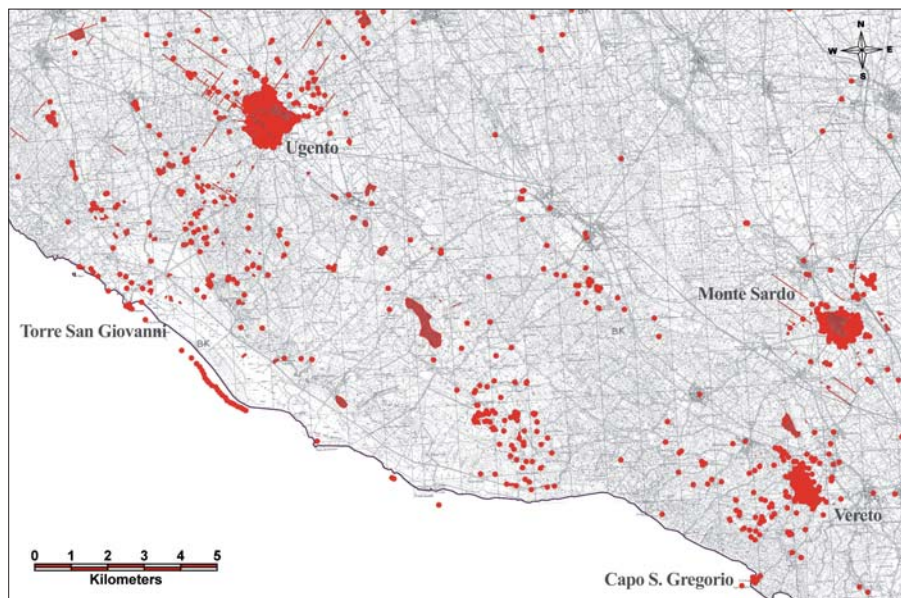 N
W E
S
Ugento
Monte Sardo
Torre San Giovanni
BK
BK
Vereto
0 1 2 3 4 5
Kilometers
Capo S. Gregorio